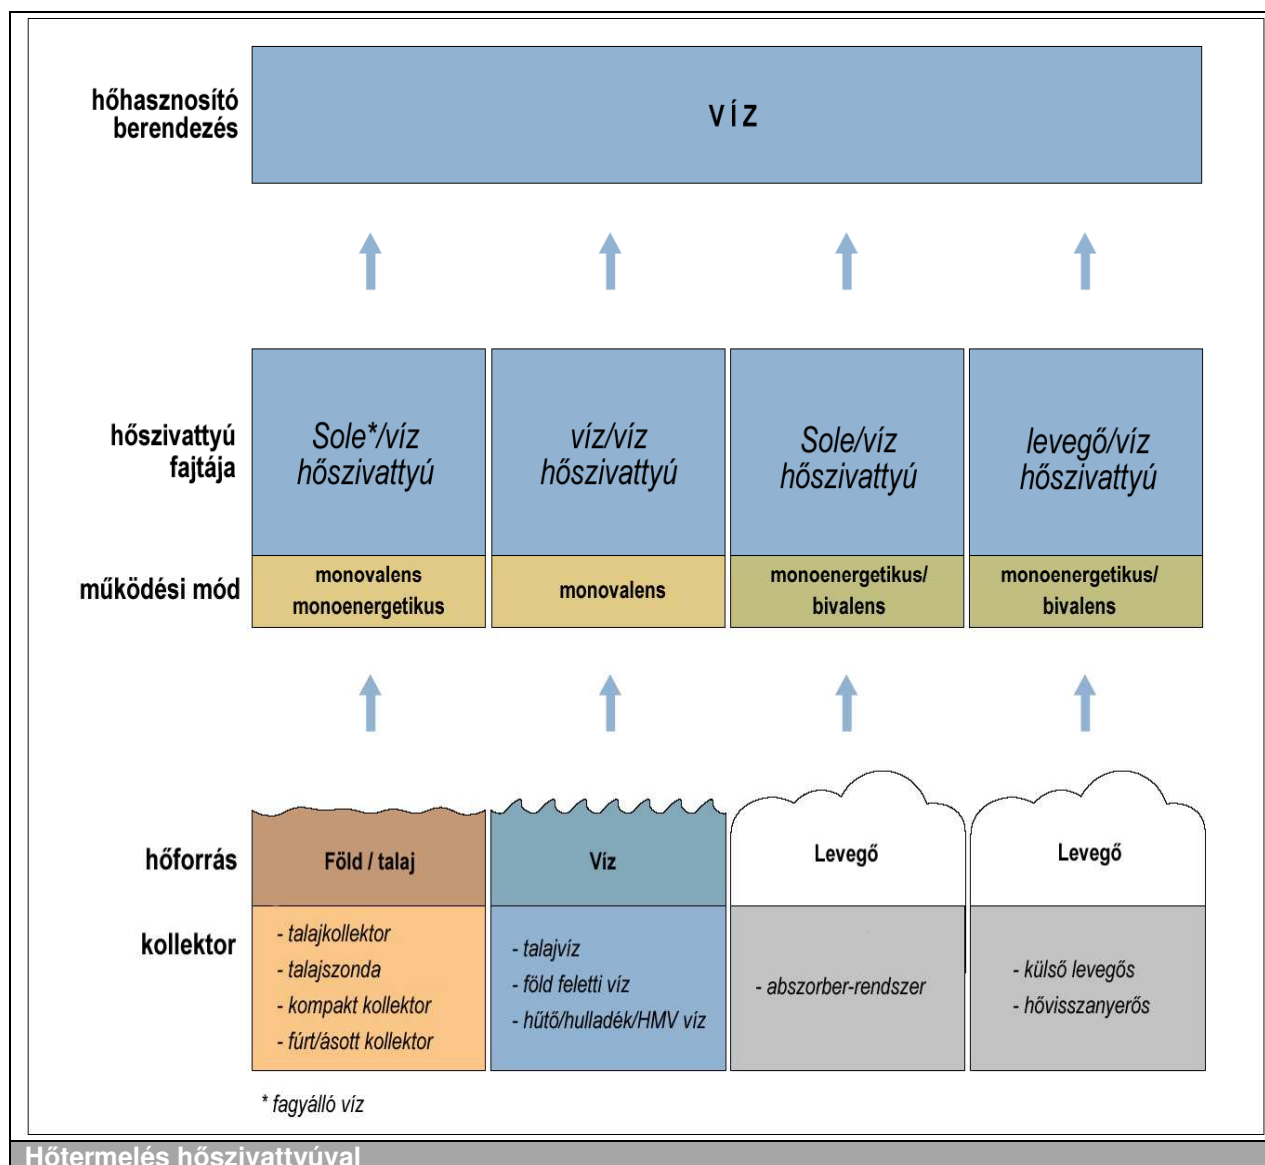 hőhasznosító
berendezés
VÍZ
hőszivattyú
fajtája
Sole*/víz
hőszivattyú
víz/víz
hőszivattyú
Sole/víz
hőszivattyú
levegő/víz
hőszivattyú
működési mód
monovalens
monoenergetikus
monovalens
monoenergetikus/
bivalens
monoenergetikus/
bivalens
hőforrás
Föld / talaj
Víz
Levegő
Levegő
kollektor
- talajkollektor
- talajszonda
- kompakt kollektor
- fúrt/ásott kollektor
- talajvíz
- föld feletti víz
- hűtő/hulladék/HMV víz
- abszorber-rendszer
- külső levegős
- hővisszanyerős
* fagyálló víz
Hőtermelés hőszivattyúval